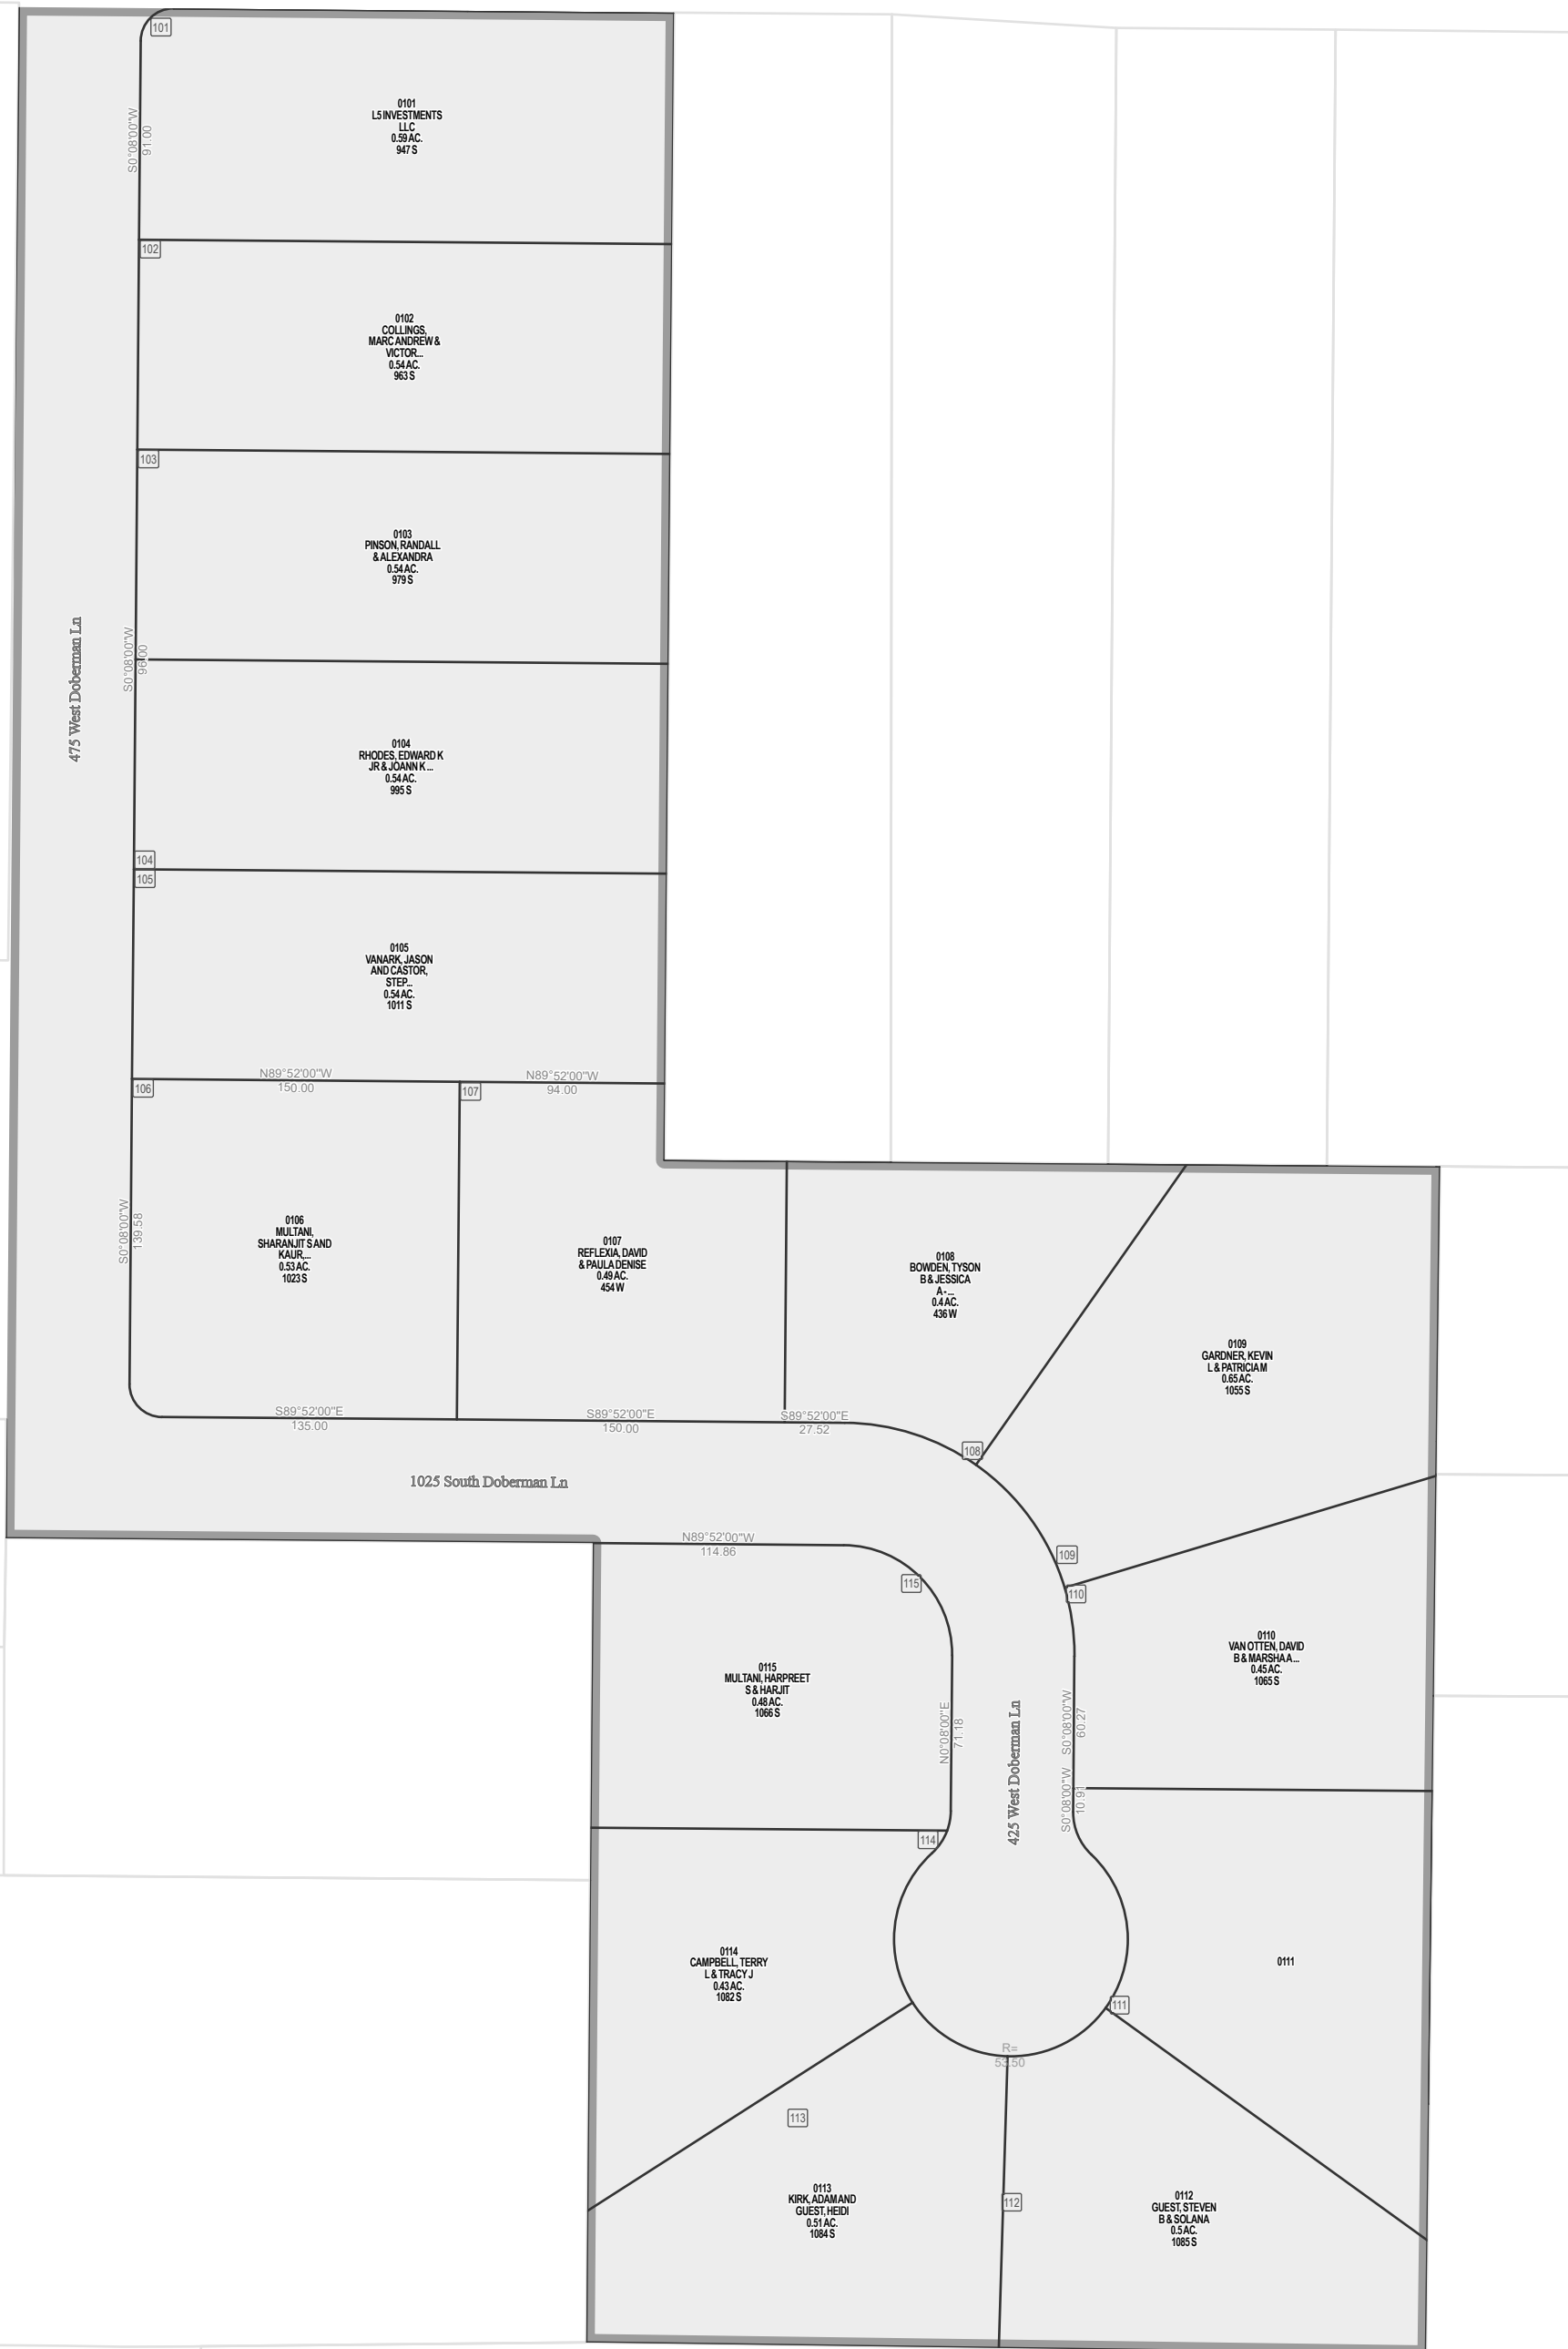 101
0101
L5 INVESTMENTS
LLC
0.59 AC.
947 S
S0°08'00"W
91.00
102
0102
COLLINGS,
MARC ANDREW &
VICTOR...
0.54 AC.
963 S
103
0103
PINSON, RANDALL
& ALEXANDRA
0.54 AC.
979 S
S0°08'00"W
96.00
475 West Doberman Ln
0104
RHODES, EDWARD K
JR & JOANN K ...
0.54 AC.
995 S
104
105
0105
VANARK, JASON
AND CASTOR,
STEP...
0.54 AC.
1011 S
N89°52'00"W
150.00
N89°52'00"W
94.00
106
107
S0°08'00"W
139.58
0106
MULTANI,
SHARANJIT S AND
KAUR,...
0.53 AC.
1023 S
0107
REFLEXIA, DAVID
& PAULA DENISE
0.49 AC.
454 W
0108
BOWDEN, TYSON
B & JESSICA
A - ...
0.4 AC.
436 W
0109
GARDNER, KEVIN
L & PATRICIA M
0.65 AC.
1055 S
S89°52'00"E
135.00
S89°52'00"E
150.00
S89°52'00"E
27.52
108
1025 South Doberman Ln
N89°52'00"W
114.86
109
115
110
0110
VAN OTTEN, DAVID
B & MARSHA A ...
0.45 AC.
1065 S
0115
MULTANI, HARPREET
S & HARJIT
0.48 AC.
1066 S
N0°08'00"E
71.18
425 West Doberman Ln
S0°08'00"W
60.27
S0°08'00"W
10.91
114
0114
CAMPBELL, TERRY
L & TRACY J
0.43 AC.
1082 S
0111
111
R=
53.50
113
0113
KIRK, ADAM AND
GUEST, HEIDI
0.51 AC.
1084 S
112
0112
GUEST, STEVEN
B & SOLANA
0.5 AC.
1085 S